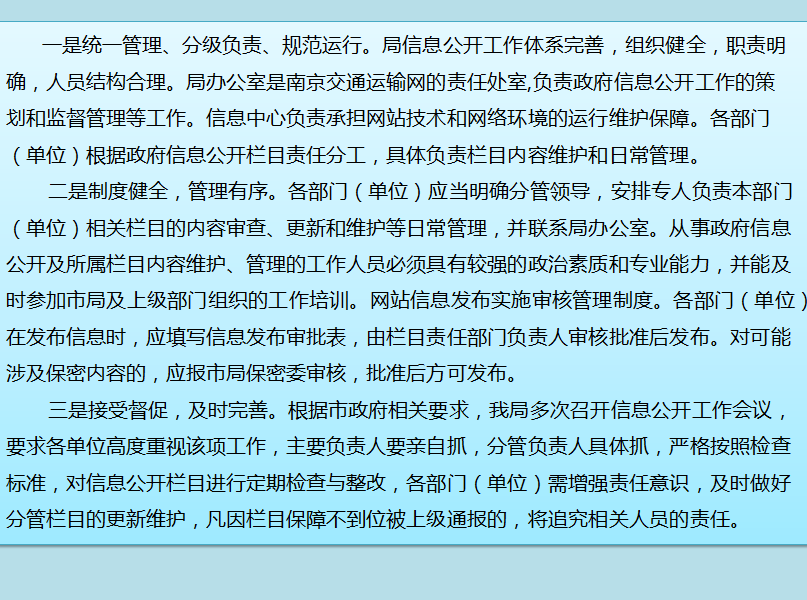 一是统一管理、分级负责、规范运行。局信息公开工作体系完善，组织健全，职责明
确，人员结构合理。局办公室是南京交通运输网的责任处室,负责政府信息公开工作的策
划和监督管理等工作。信息中心负责承担网站技术和网络环境的运行维护保障。各部门
（单位）根据政府信息公开栏目责任分工，具体负责栏目内容维护和日常管理。
二是制度健全，管理有序。各部门（单位）应当明确分管领导，安排专人负责本部门
（单位）相关栏目的内容审查、更新和维护等日常管理，并联系局办公室。从事政府信息
公开及所属栏目内容维护、管理的工作人员必须具有较强的政治素质和专业能力，并能及
时参加市局及上级部门组织的工作培训。网站信息发布实施审核管理制度。各部门（单位）
在发布信息时，应填写信息发布审批表，由栏目责任部门负责人审核批准后发布。对可能
涉及保密内容的，应报市局保密委审核，批准后方可发布。
三是接受督促，及时完善。根据市政府相关要求，我局多次召开信息公开工作会议，
要求各单位高度重视该项工作，主要负责人要亲自抓，分管负责人具体抓，严格按照检查
标准，对信息公开栏目进行定期检查与整改，各部门（单位）需增强责任意识，及时做好
分管栏目的更新维护，凡因栏目保障不到位被上级通报的，将追究相关人员的责任。